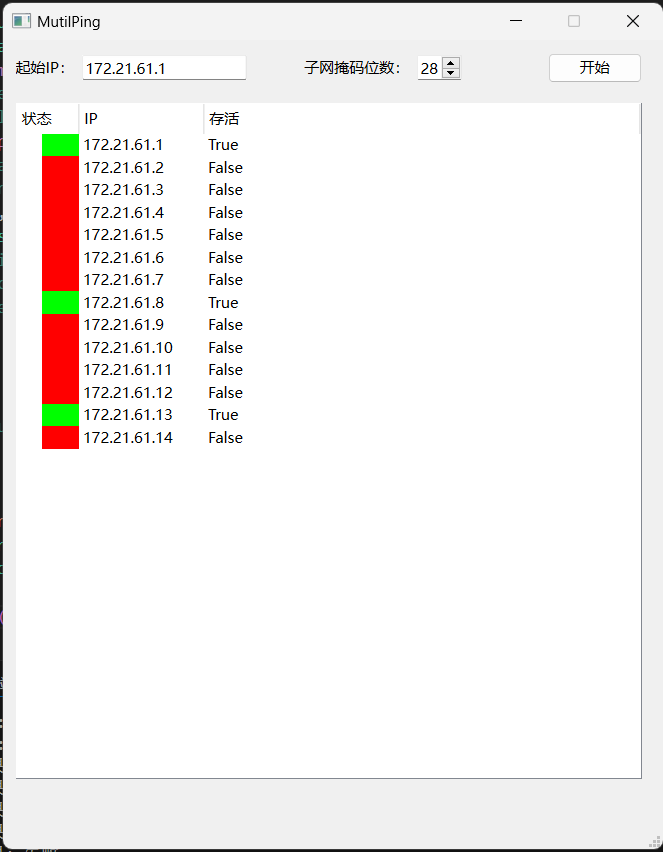 MutilPing
起始IP： 172.21.61.1 子网掩码位数： 28 开始
状态 IP 存活
172.21.61.1 True
172.21.61.2 False
172.21.61.3 False
172.21.61.4 False
172.21.61.5 False
172.21.61.6 False
172.21.61.7 False
172.21.61.8 True
172.21.61.9 False
172.21.61.10 False
172.21.61.11 False
172.21.61.12 False
172.21.61.13 True
172.21.61.14 False